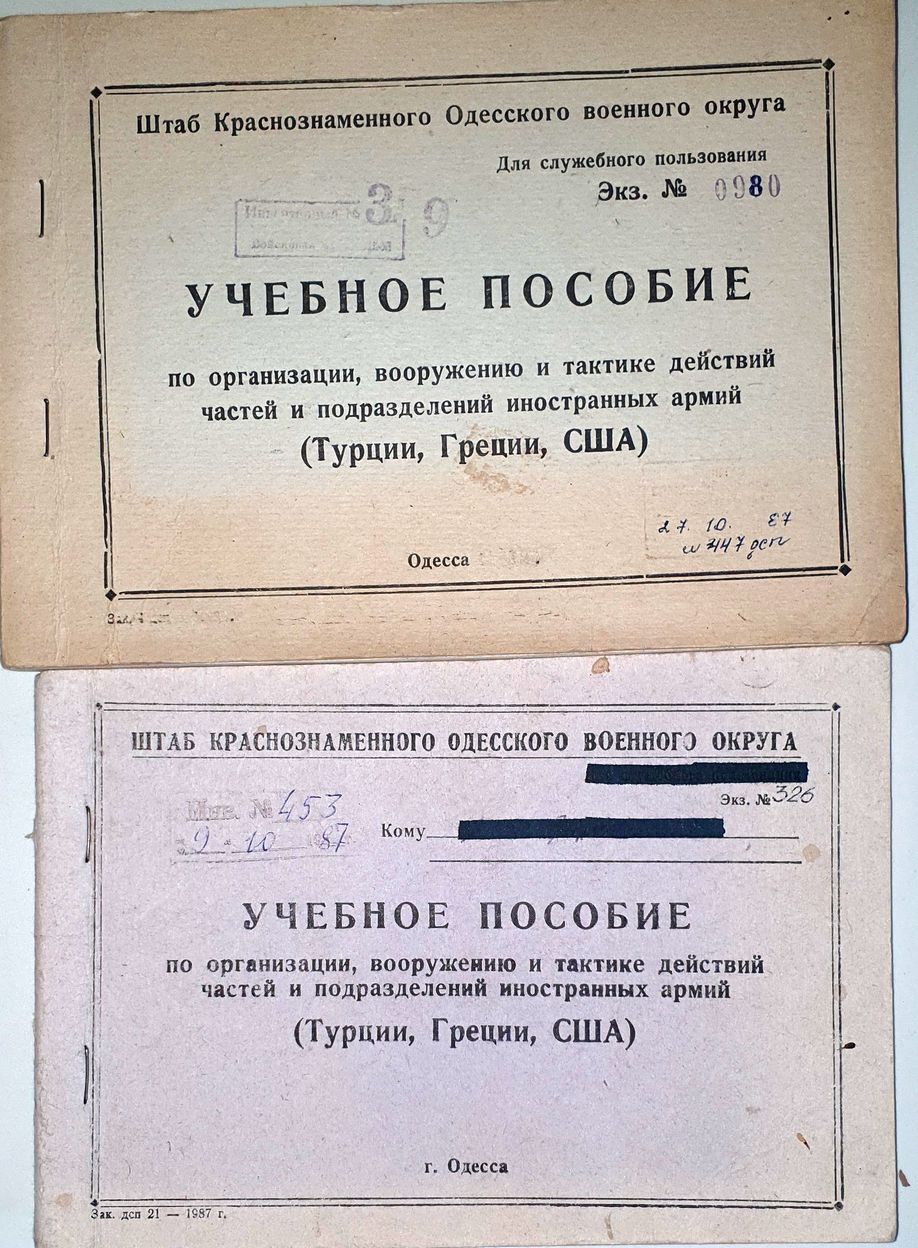 Штаб Краснознаменного Одесского военного округа
Для служебного пользования
Экз. № 0980
39
УЧЕБНОЕ ПОСОБИЕ
по организации, вооружению и тактике действий
частей и подразделений иностранных армий
(Турции, Греции, США)
27. 10. 87
447 дсп
Одесса
ШТАБ КРАСНОЗНАМЕННОГО ОДЕССКОГО ВОЕННОГО ОКРУГА
Экз. № 326
Инв. № 453
9 10 87
Кому
УЧЕБНОЕ ПОСОБИЕ
по организации, вооружению и тактике действий
частей и подразделений иностранных армий
(Турции, Греции, США)
г. Одесса
Зак. дсп 21 — 1987 г.